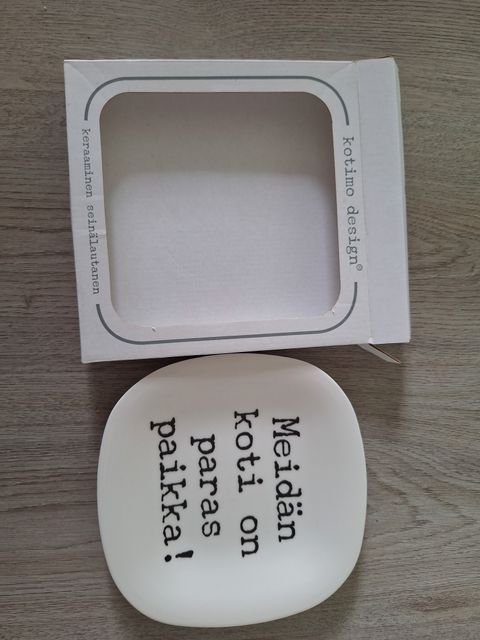 kotimo design®
keraaminen seinälautanen
Meidän
koti on
paras
paikka!